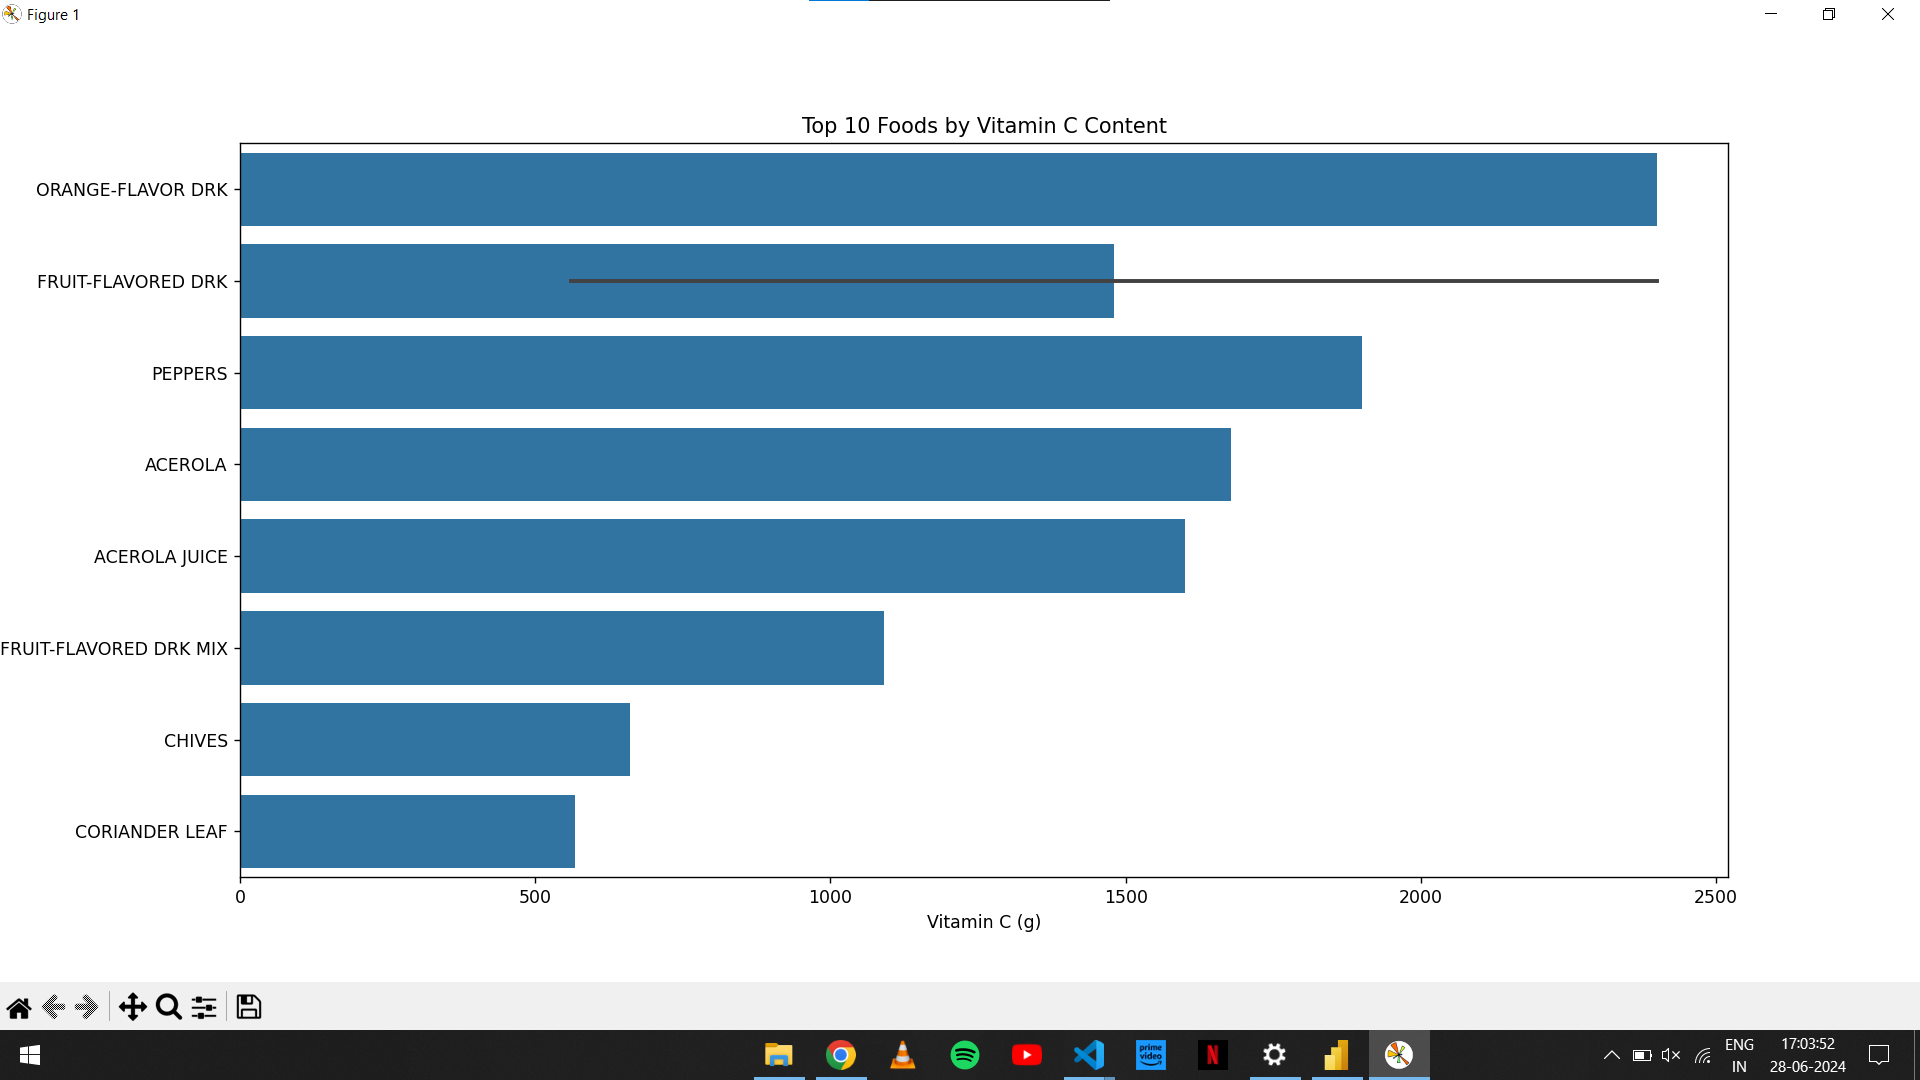 Figure 1
Top 10 Foods by Vitamin C Content
ORANGE-FLAVOR DRK
FRUIT-FLAVORED DRK
PEPPERS
ACEROLA
ACEROLA JUICE
FRUIT-FLAVORED DRK MIX
CHIVES
CORIANDER LEAF
0 500 1000 1500 2000 2500
Vitamin C (g)
prime video
N
ENG
IN
17:03:52
28-06-2024